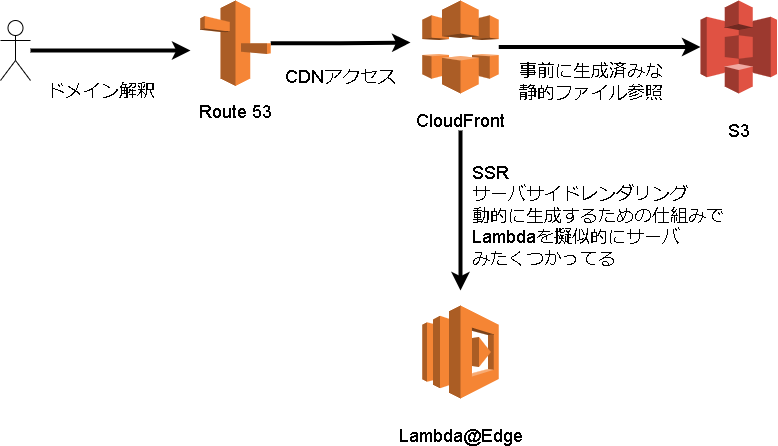 ドメイン解釈
Route 53
CDNアクセス
CloudFront
事前に生成済みな
静的ファイル参照
S3
SSR
サーバサイドレンダリング
動的に生成するための仕組みで
Lambdaを擬似的にサーバ
みたくつかってる
Lambda@Edge